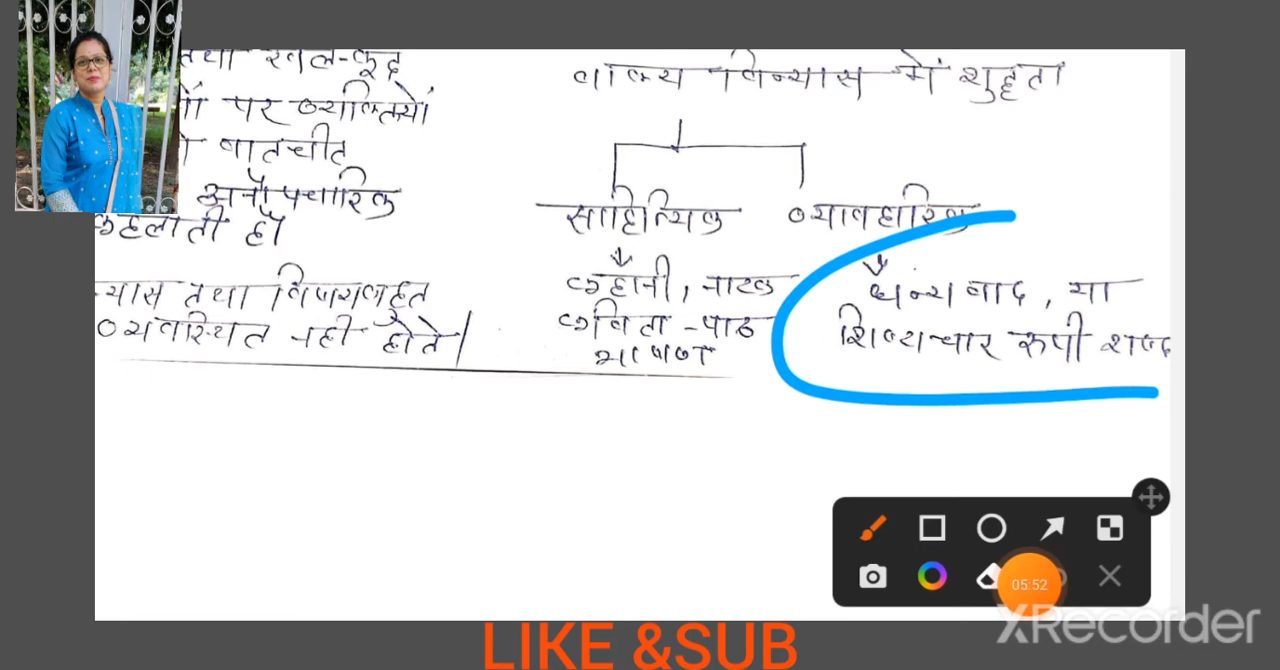 तथा खेल-कूद
पर व्यक्तियों
बातचीत
अनौपचारिक
कहलाती हैं
तथा विषयवस्तु
व्यवस्थित नहीं होते|
वाक्य विन्यास में शुद्धता
साहित्यिक
व्यावहारिक
कहानी, नाटक
कविता-पाठ
भाषण
धन्यवाद, या
शिष्टाचार रुपी शब्द
05:52
XRecorder
LIKE &SUB